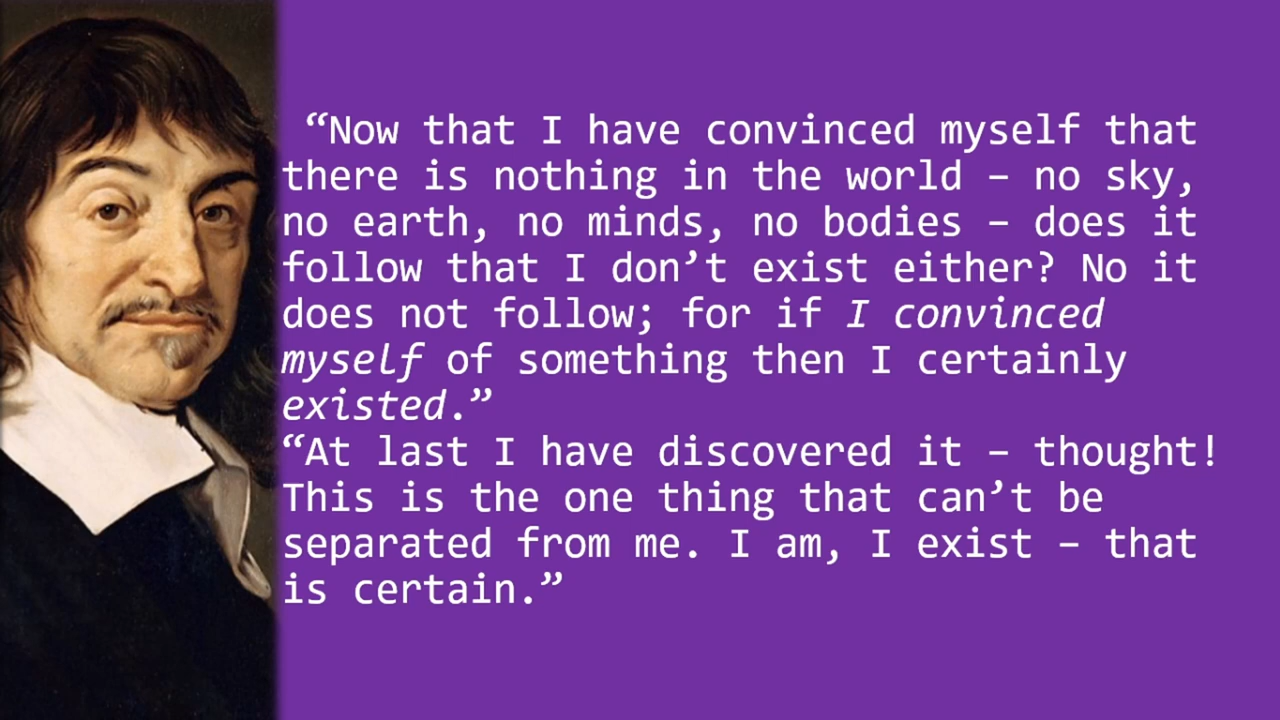 “Now that I have convinced myself that
there is nothing in the world – no sky,
no earth, no minds, no bodies – does it
follow that I don’t exist either? No it
does not follow; for if I convinced
myself of something then I certainly
existed.”
“At last I have discovered it – thought!
This is the one thing that can’t be
separated from me. I am, I exist – that
is certain.”